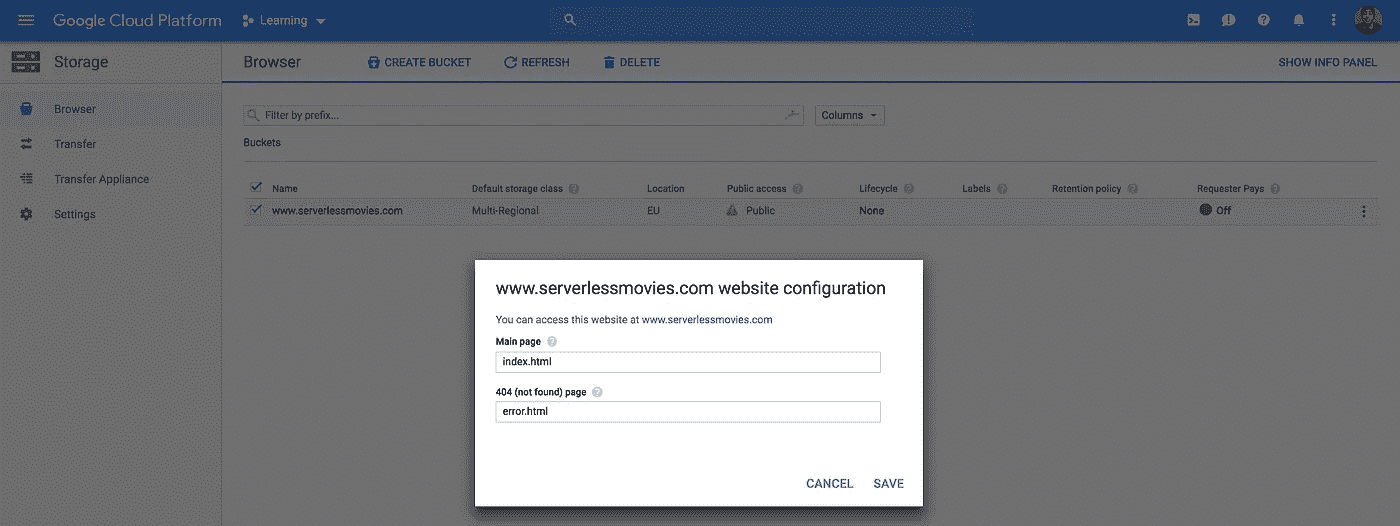 Google Cloud Platform Learning
Storage Browser CREATE BUCKET REFRESH DELETE SHOW INFO PANEL
Browser
Transfer
Transfer Appliance
Settings
Filter by prefix... Columns
Buckets
Name Default storage class Location Public access Lifecycle Labels Retention policy Requester Pays
www.serverlessmovies.com Multi-Regional EU Public None Off
www.serverlessmovies.com website configuration
You can access this website at www.serverlessmovies.com
Main page
index.html
404 (not found) page
error.html
CANCEL SAVE